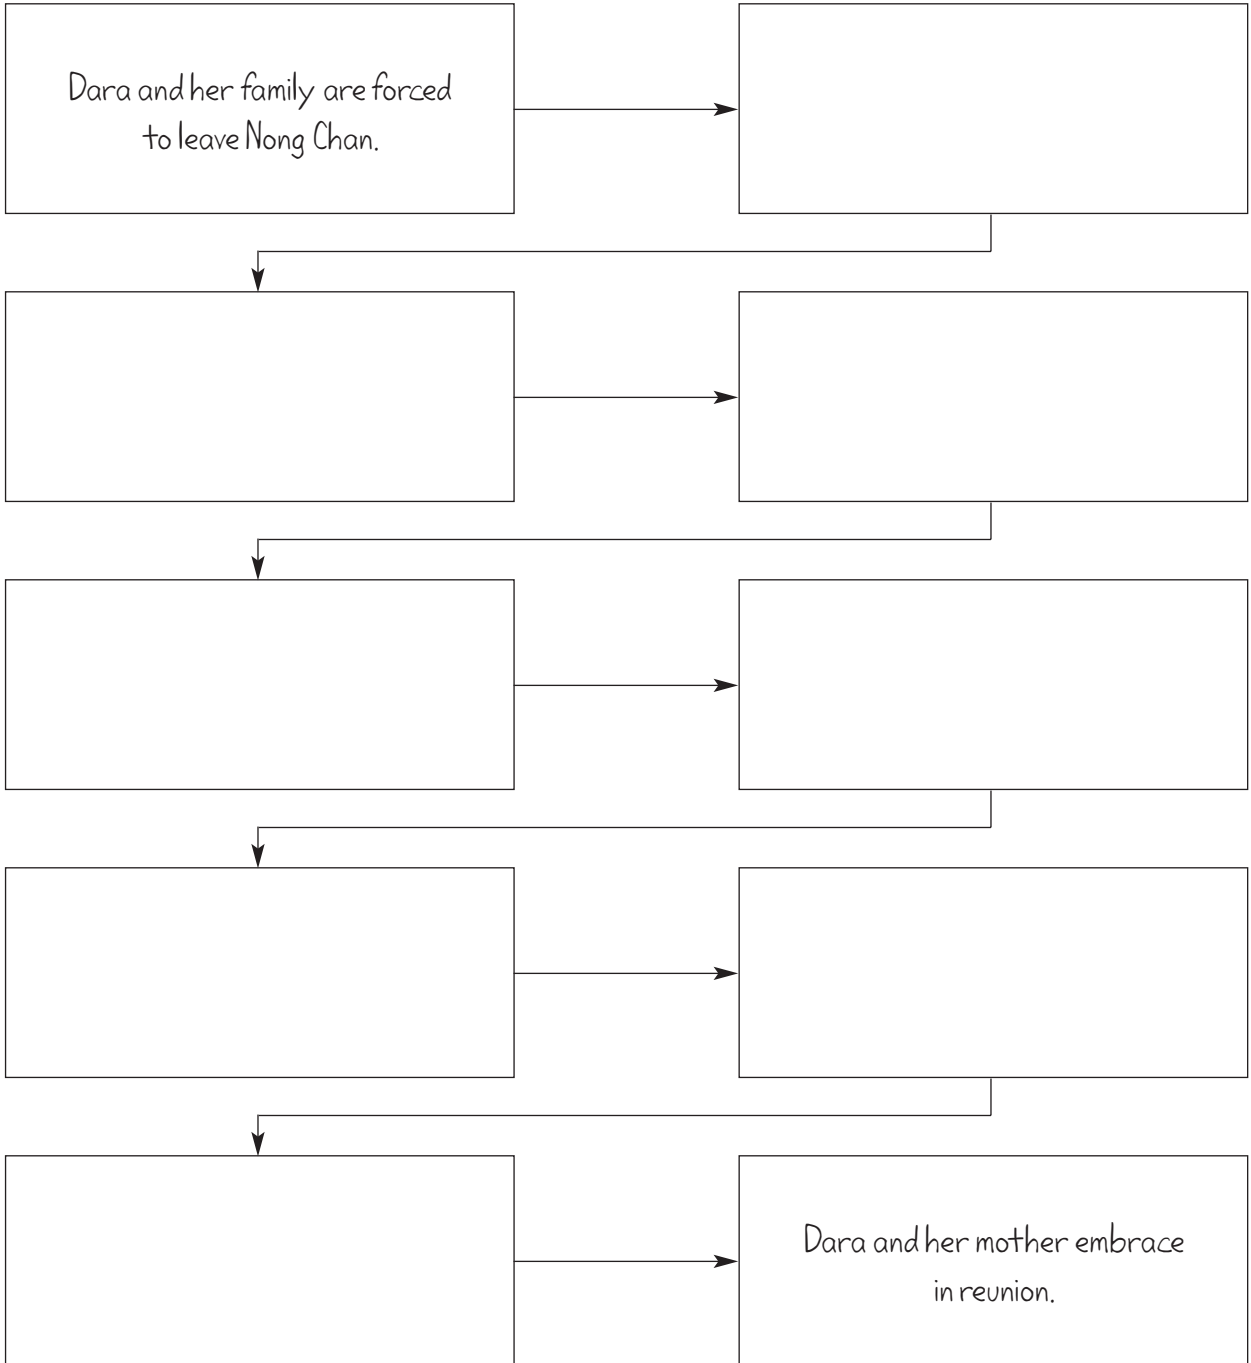 Dara and her family are forced
to leave Nong Chan.
Dara and her mother embrace
in reunion.